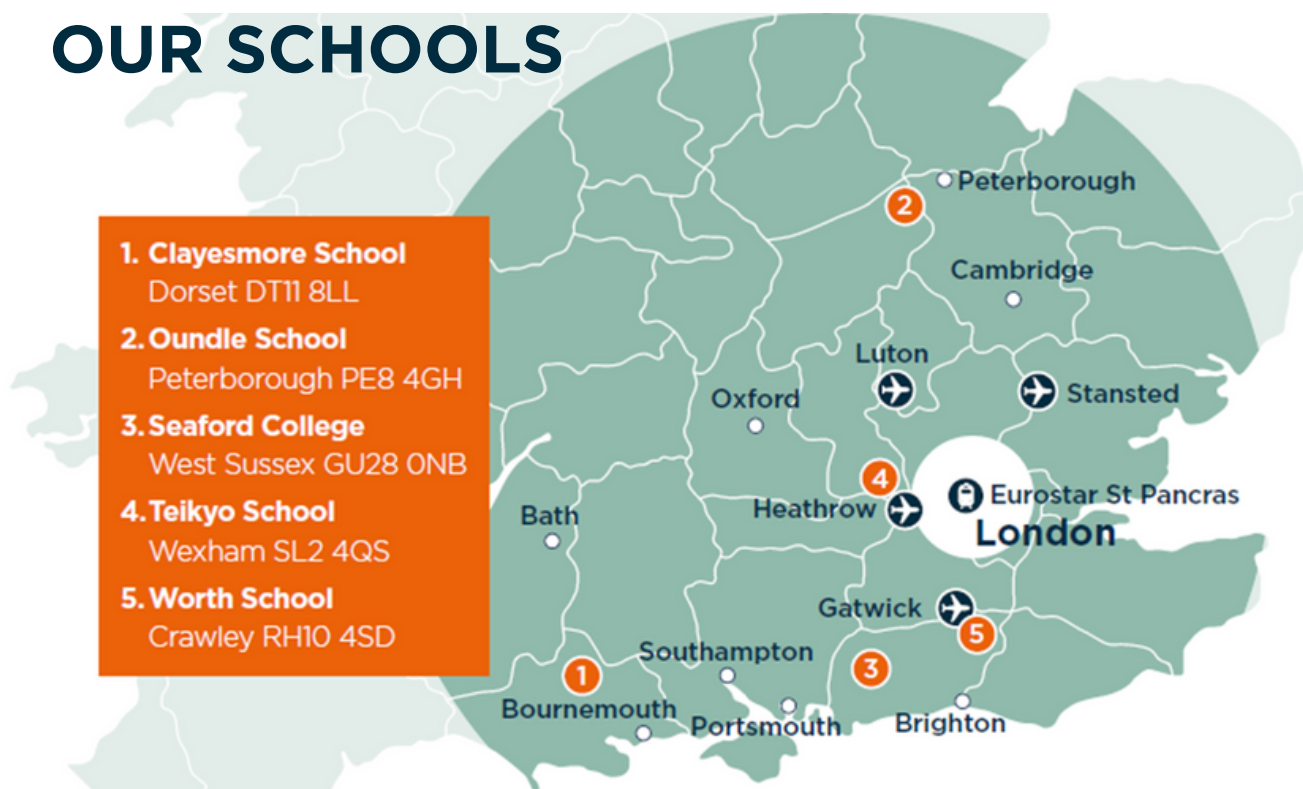 OUR SCHOOLS
1. Clayesmore School
Dorset DT11 8LL
2. Oundle School
Peterborough PE8 4GH
3. Seaford College
West Sussex GU28 0NB
4. Teikyo School
Wexham SL2 4QS
5. Worth School
Crawley RH10 4SD
Peterborough
2
Cambridge
Luton
Oxford
Stansted
4
Eurostar St Pancras
Heathrow
London
Bath
Gatwick
5
Southampton
3
1
Bournemouth
Portsmouth
Brighton